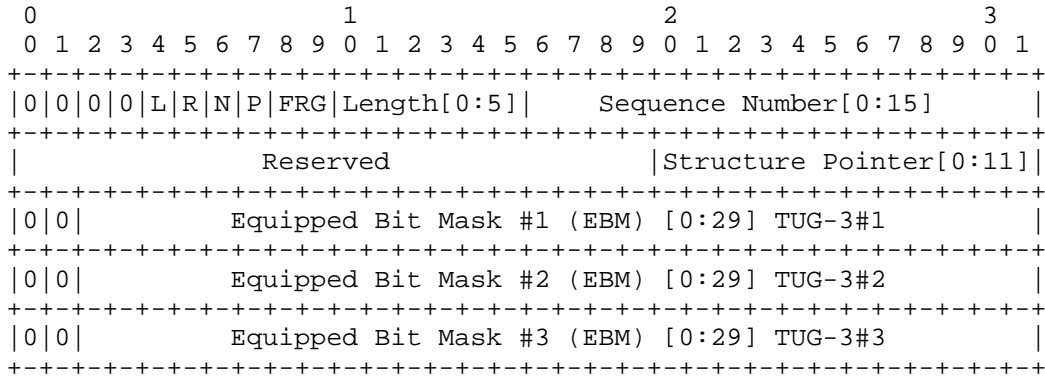 0                   1                   2                   3
 0 1 2 3 4 5 6 7 8 9 0 1 2 3 4 5 6 7 8 9 0 1 2 3 4 5 6 7 8 9 0 1
+-+-+-+-+-+-+-+-+-+-+-+-+-+-+-+-+-+-+-+-+-+-+-+-+-+-+-+-+-+-+-+-+
|0|0|0|0|L|R|N|P|FRG|Length[0:5]|    Sequence Number[0:15]      |
+-+-+-+-+-+-+-+-+-+-+-+-+-+-+-+-+-+-+-+-+-+-+-+-+-+-+-+-+-+-+-+-+
|               Reserved                |Structure Pointer[0:11]|
+-+-+-+-+-+-+-+-+-+-+-+-+-+-+-+-+-+-+-+-+-+-+-+-+-+-+-+-+-+-+-+-+
|0|0|         Equipped Bit Mask #1 (EBM) [0:29] TUG-3#1         |
+-+-+-+-+-+-+-+-+-+-+-+-+-+-+-+-+-+-+-+-+-+-+-+-+-+-+-+-+-+-+-+-+
|0|0|         Equipped Bit Mask #2 (EBM) [0:29] TUG-3#2         |
+-+-+-+-+-+-+-+-+-+-+-+-+-+-+-+-+-+-+-+-+-+-+-+-+-+-+-+-+-+-+-+-+
|0|0|         Equipped Bit Mask #3 (EBM) [0:29] TUG-3#3         |
+-+-+-+-+-+-+-+-+-+-+-+-+-+-+-+-+-+-+-+-+-+-+-+-+-+-+-+-+-+-+-+-+